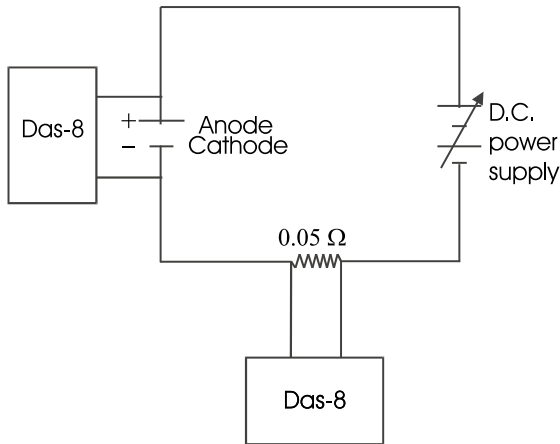 Das-8
+
Anode
−
Cathode
D.C.
power
supply
0.05 Ω
Das-8